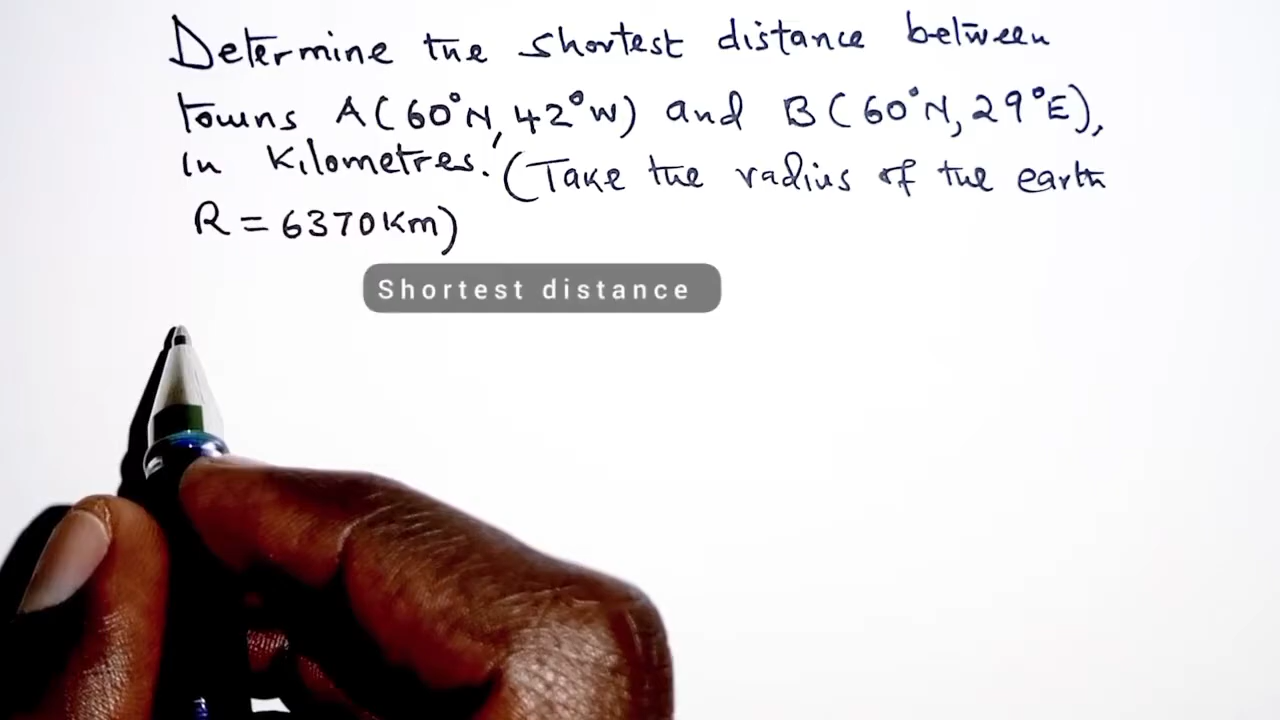 Determine the shortest distance between
towns A(60°N, 42°W) and B(60°N, 29°E),
in Kilometres. (Take the radius of the earth
R = 6370Km)
Shortest distance